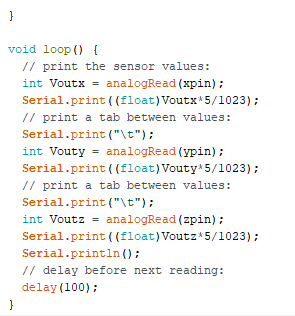 }
void loop() {
  // print the sensor values:
  int Voutx = analogRead(xpin);
  Serial.print((float)Voutx*5/1023);
  // print a tab between values:
  Serial.print("\t");
  int Vouty = analogRead(ypin);
  Serial.print((float)Vouty*5/1023);
  // print a tab between values:
  Serial.print("\t");
  int Voutz = analogRead(zpin);
  Serial.print((float)Voutz*5/1023);
  Serial.println();
  // delay before next reading:
  delay(100);
}